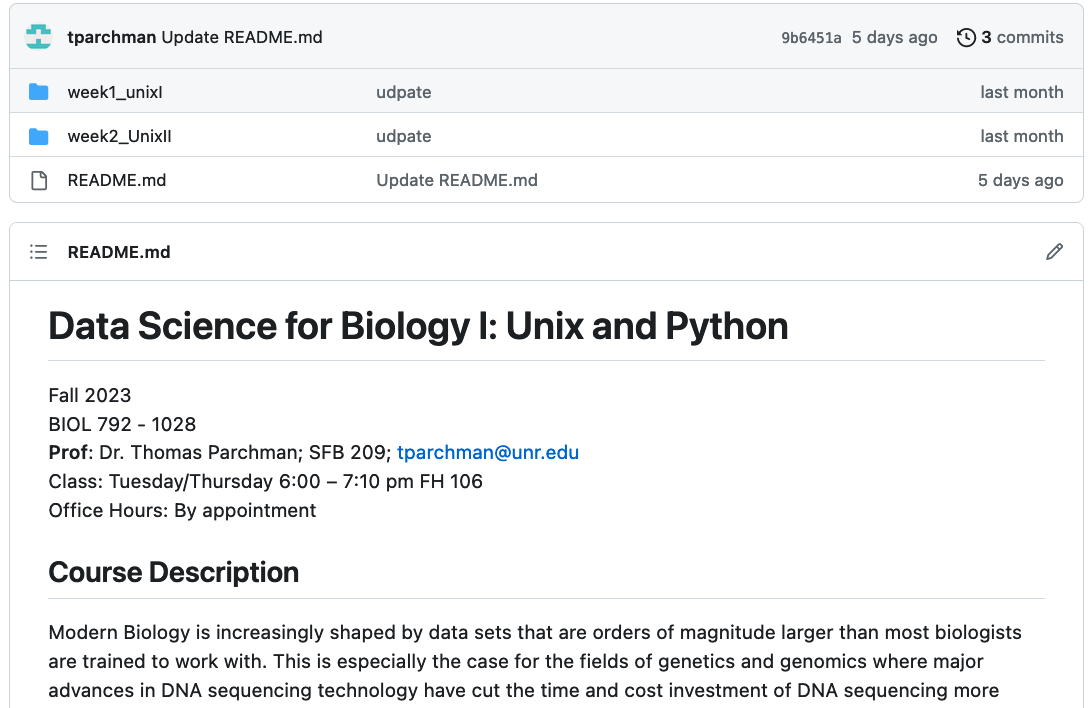 tparchman Update README.md 9b6451a 5 days ago 3 commits
week1_unixI udpate last month
week2_UnixII udpate last month
README.md Update README.md 5 days ago
README.md
Data Science for Biology I: Unix and Python
Fall 2023
BIOL 792 - 1028
Prof: Dr. Thomas Parchman; SFB 209; tparchman@unr.edu
Class: Tuesday/Thursday 6:00 – 7:10 pm FH 106
Office Hours: By appointment
Course Description
Modern Biology is increasingly shaped by data sets that are orders of magnitude larger than most biologists
are trained to work with. This is especially the case for the fields of genetics and genomics where major
advances in DNA sequencing technology have cut the time and cost investment of DNA sequencing more